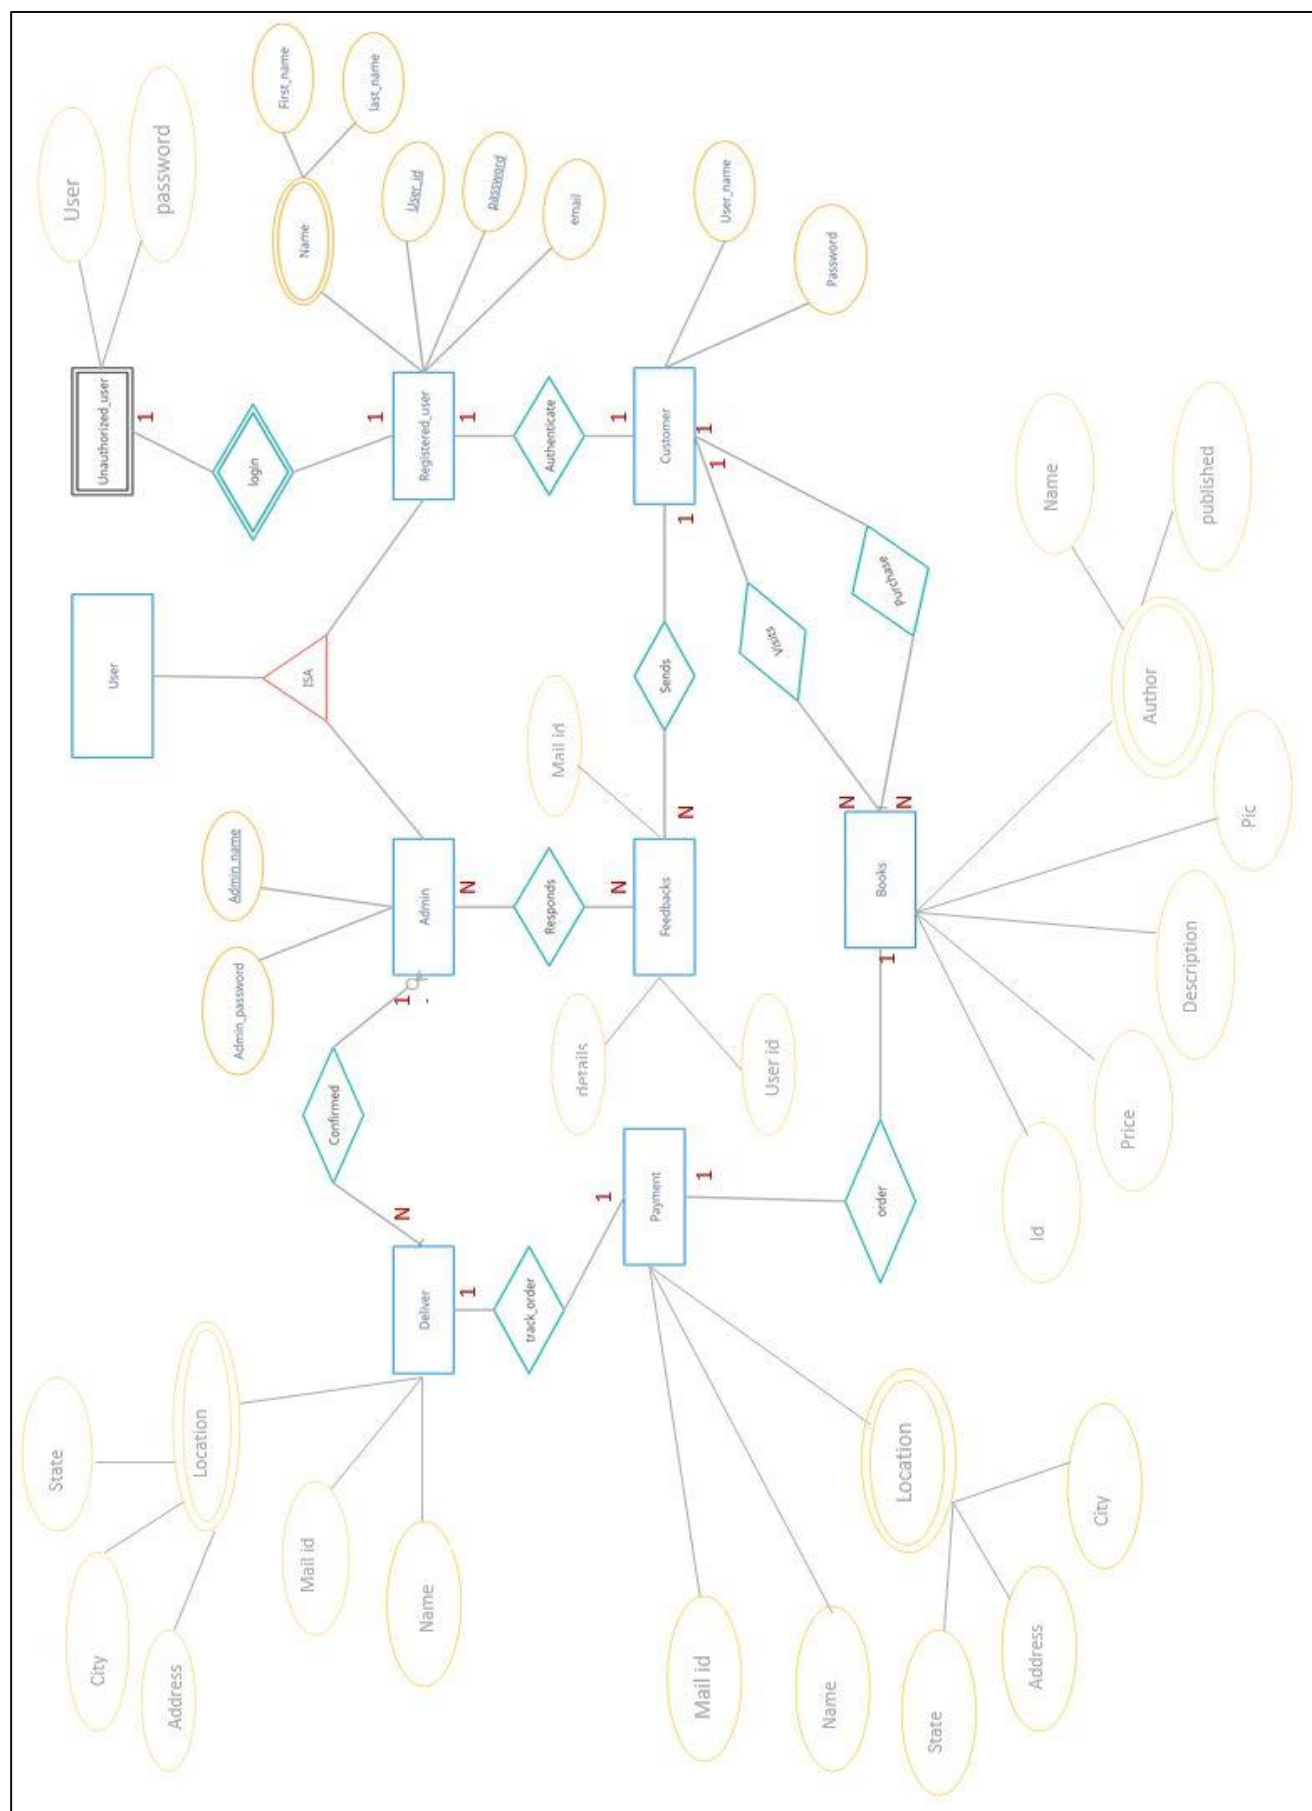 State
User
City
User
Unauthorized_user
1
password
Address
Location
Admin_password
Admin_name
login
First_name
Mail id
ISA
Name
Confirmed
last_name
1
N
1
User_id
Name
Deliver
Admin
Registered_user
1
N
1
password
track_order
Responds
Authenticate
Mail id
email
details
1
N
1
Payment
Feedbacks
Sends
Customer
N
1
Mail id
1
1
1
User_name
User id
Visits
Name
Password
N
order
Books
Purchase
1
Location
N
State
Address
Id
Name
City
Price
Author
Description
published
Pic